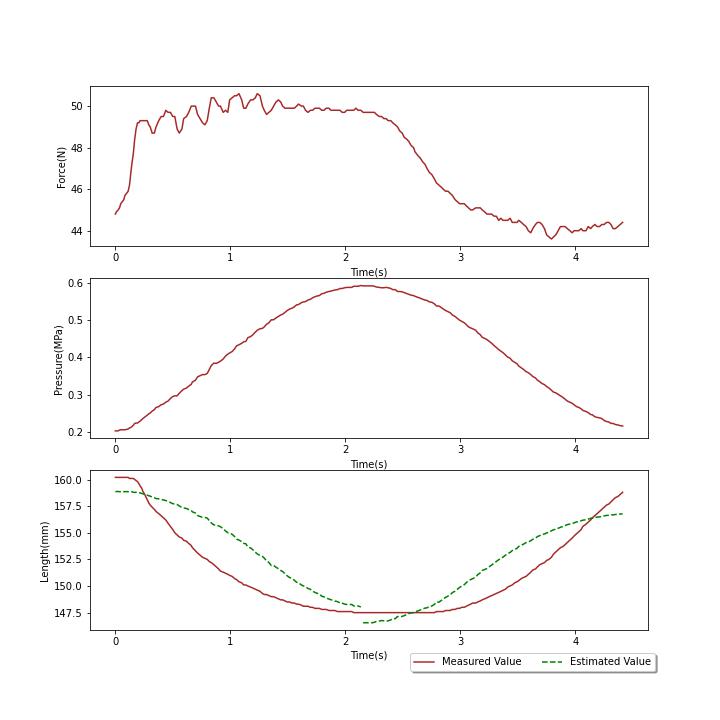 50
48
46
44
Force(N)
0 1 2 3 4
Time(s)
0.6
0.5
0.4
0.3
0.2
Pressure(MPa)
0 1 2 3 4
Time(s)
160.0
157.5
155.0
152.5
150.0
147.5
Length(mm)
0 1 2 3 4
Time(s)
Measured Value Estimated Value